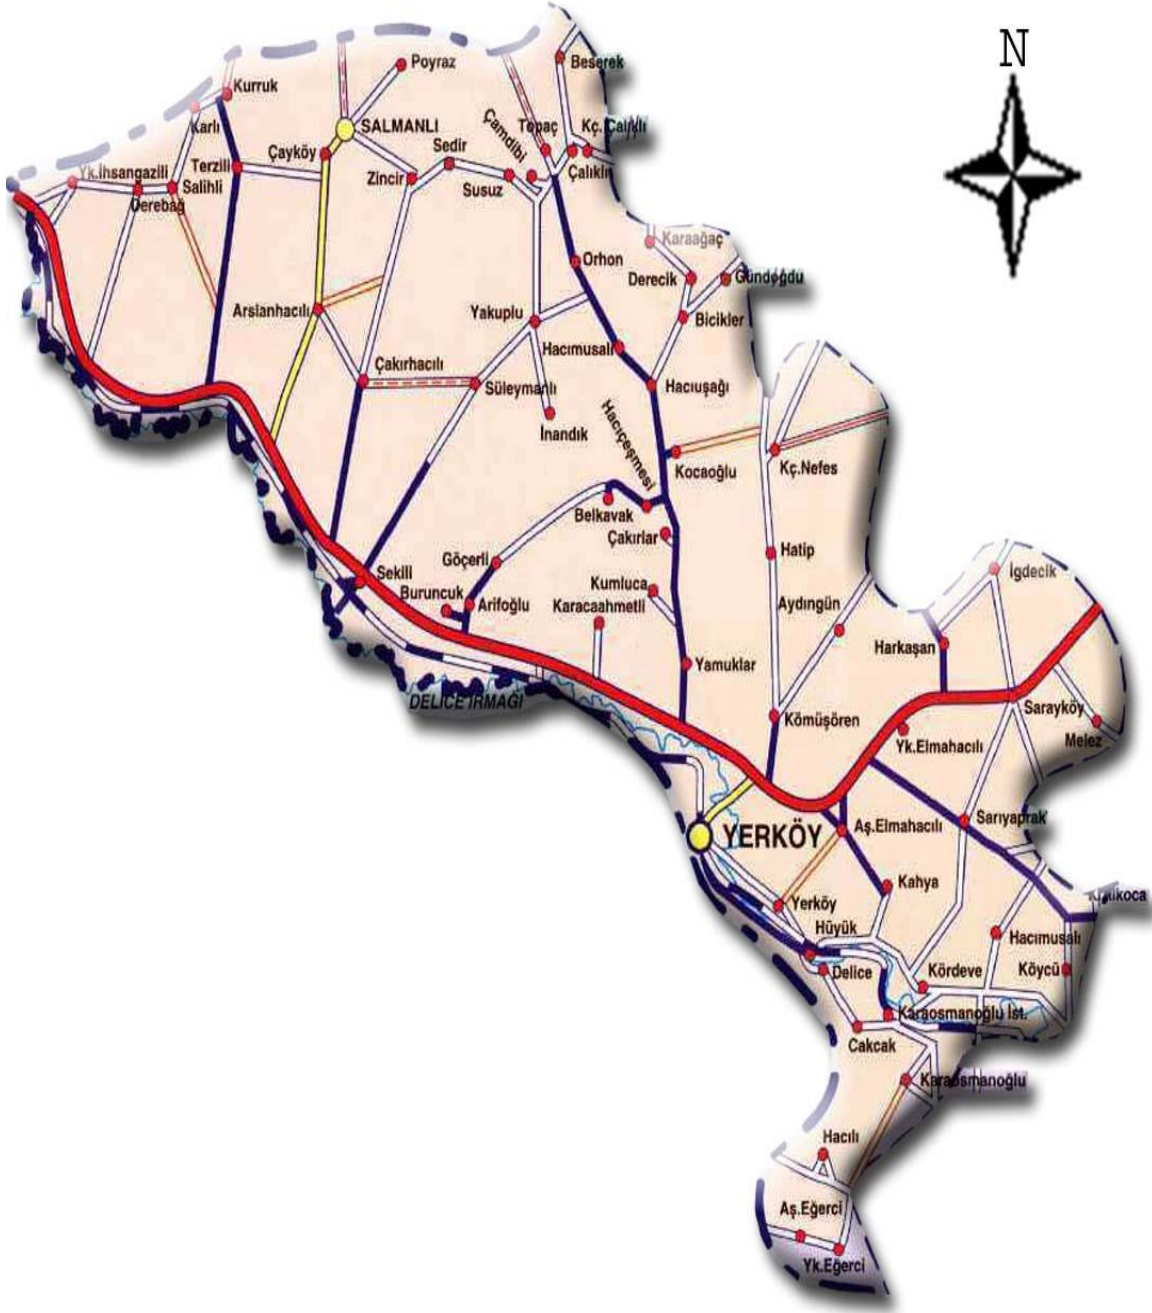 N
Poyraz
Beşerek
Kurruk
Karlı
SALMANLI
Çamdibi
Topaç
Kç. Çalıklı
Sedir
Çayköy
Terzili
Yk.İhsangazili
Zincir
Susuz
Çalıkin
Salihli
Derebağ
Karaağaç
Orhon
Derecik
Gündoğdu
Arslanhacılı
Yakuplu
Bicikler
Hacımusalı
Çakırhacılı
Süleymanlı
Hacıuşağı
İnandık
Hacıçeşmesi
Kocaoğlu
Kç.Nefes
Belkavak
Çakırlar
Hatip
Göçerli
Sekili
İgdecik
Buruncuk
Arifoğlu
Kumluca
Karacaahmetli
Aydıngün
Harkaşan
Yamuklar
DELİCE IRMAĞI
Kömüşören
Sarayköy
Yk.Elmahacılı
Melez
YERKÖY
Aş.Elmahacılı
Sarıyaprak
Kahya
Yerköy
Hüyük
Hacımusalı
Delice
Kördeve
Köycü
Karaosmanoğlu İst.
Cakcak
Karaosmanoğlu
Hacılı
Aş.Eğerci
Yk.Eğerci